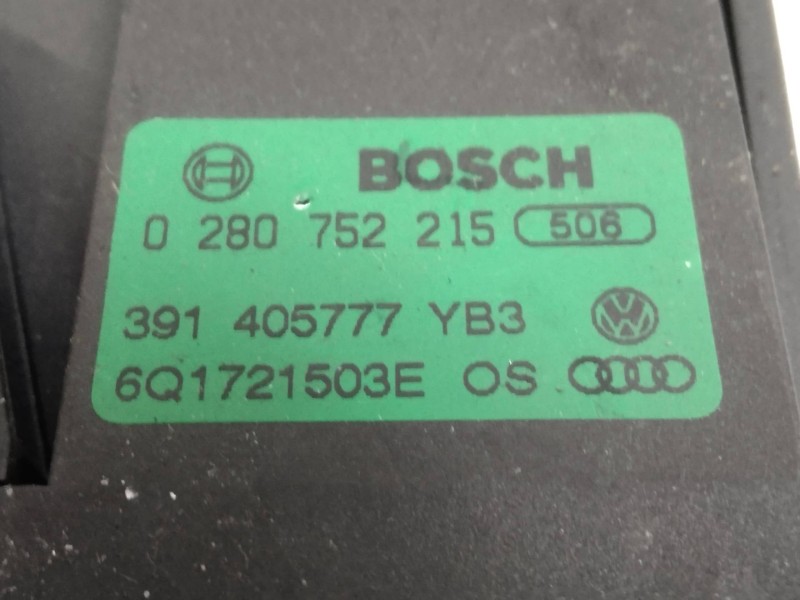 BOSCH
0 280 752 215 506
391 405777 YB3
6Q1721503E OS